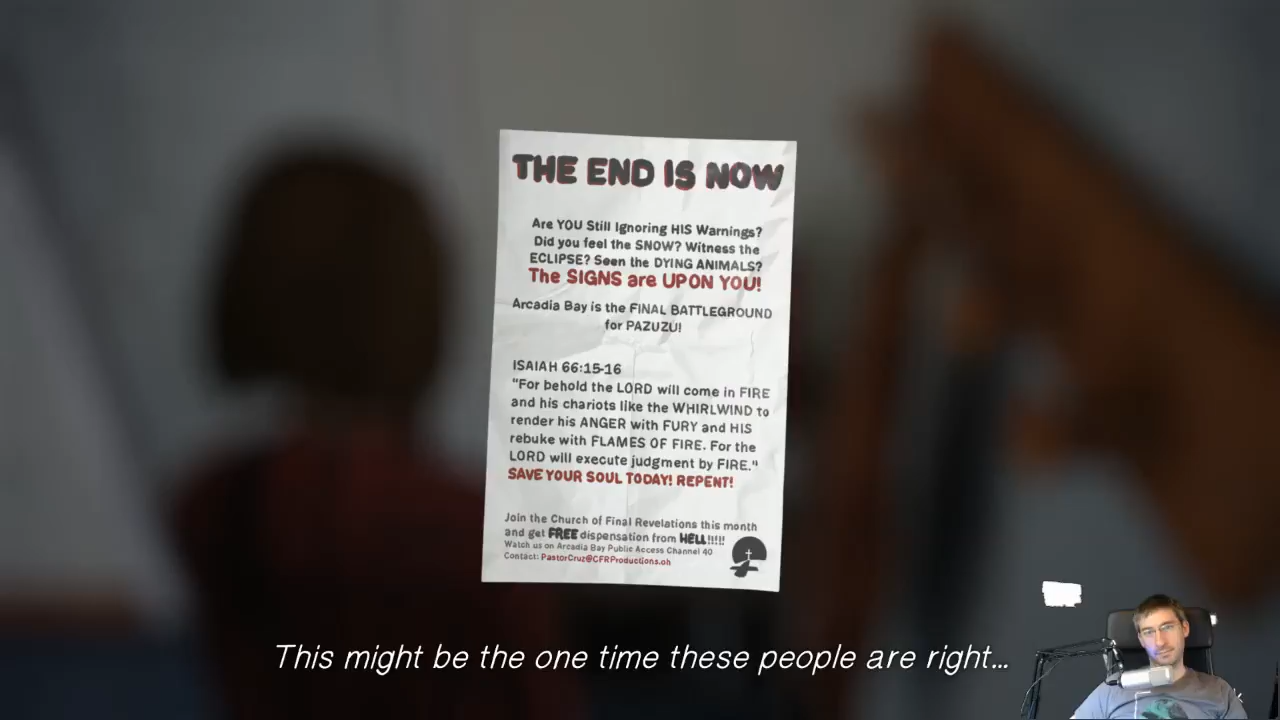 THE END IS NOW
Are YOU Still Ignoring HIS Warnings?
Did you feel the SNOW? Witness the
ECLIPSE? Seen the DYING ANIMALS?
The SIGNS are UPON YOU!
Arcadia Bay is the FINAL BATTLEGROUND
for PAZUZU!
ISAIAH 66:15-16
"For behold the LORD will come in FIRE
and his chariots like the WHIRLWIND to
render his ANGER with FURY and HIS
rebuke with FLAMES OF FIRE. For the
LORD will execute judgment by FIRE."
SAVE YOUR SOUL TODAY! REPENT!
Join the Church of Final Revelations this month
and get FREE dispensation from HELL!!!!!
Watch us on Arcadia Bay Public Access Channel 40
Contact: PastorCruz@CFRProductions.oh
This might be the one time these people are right...